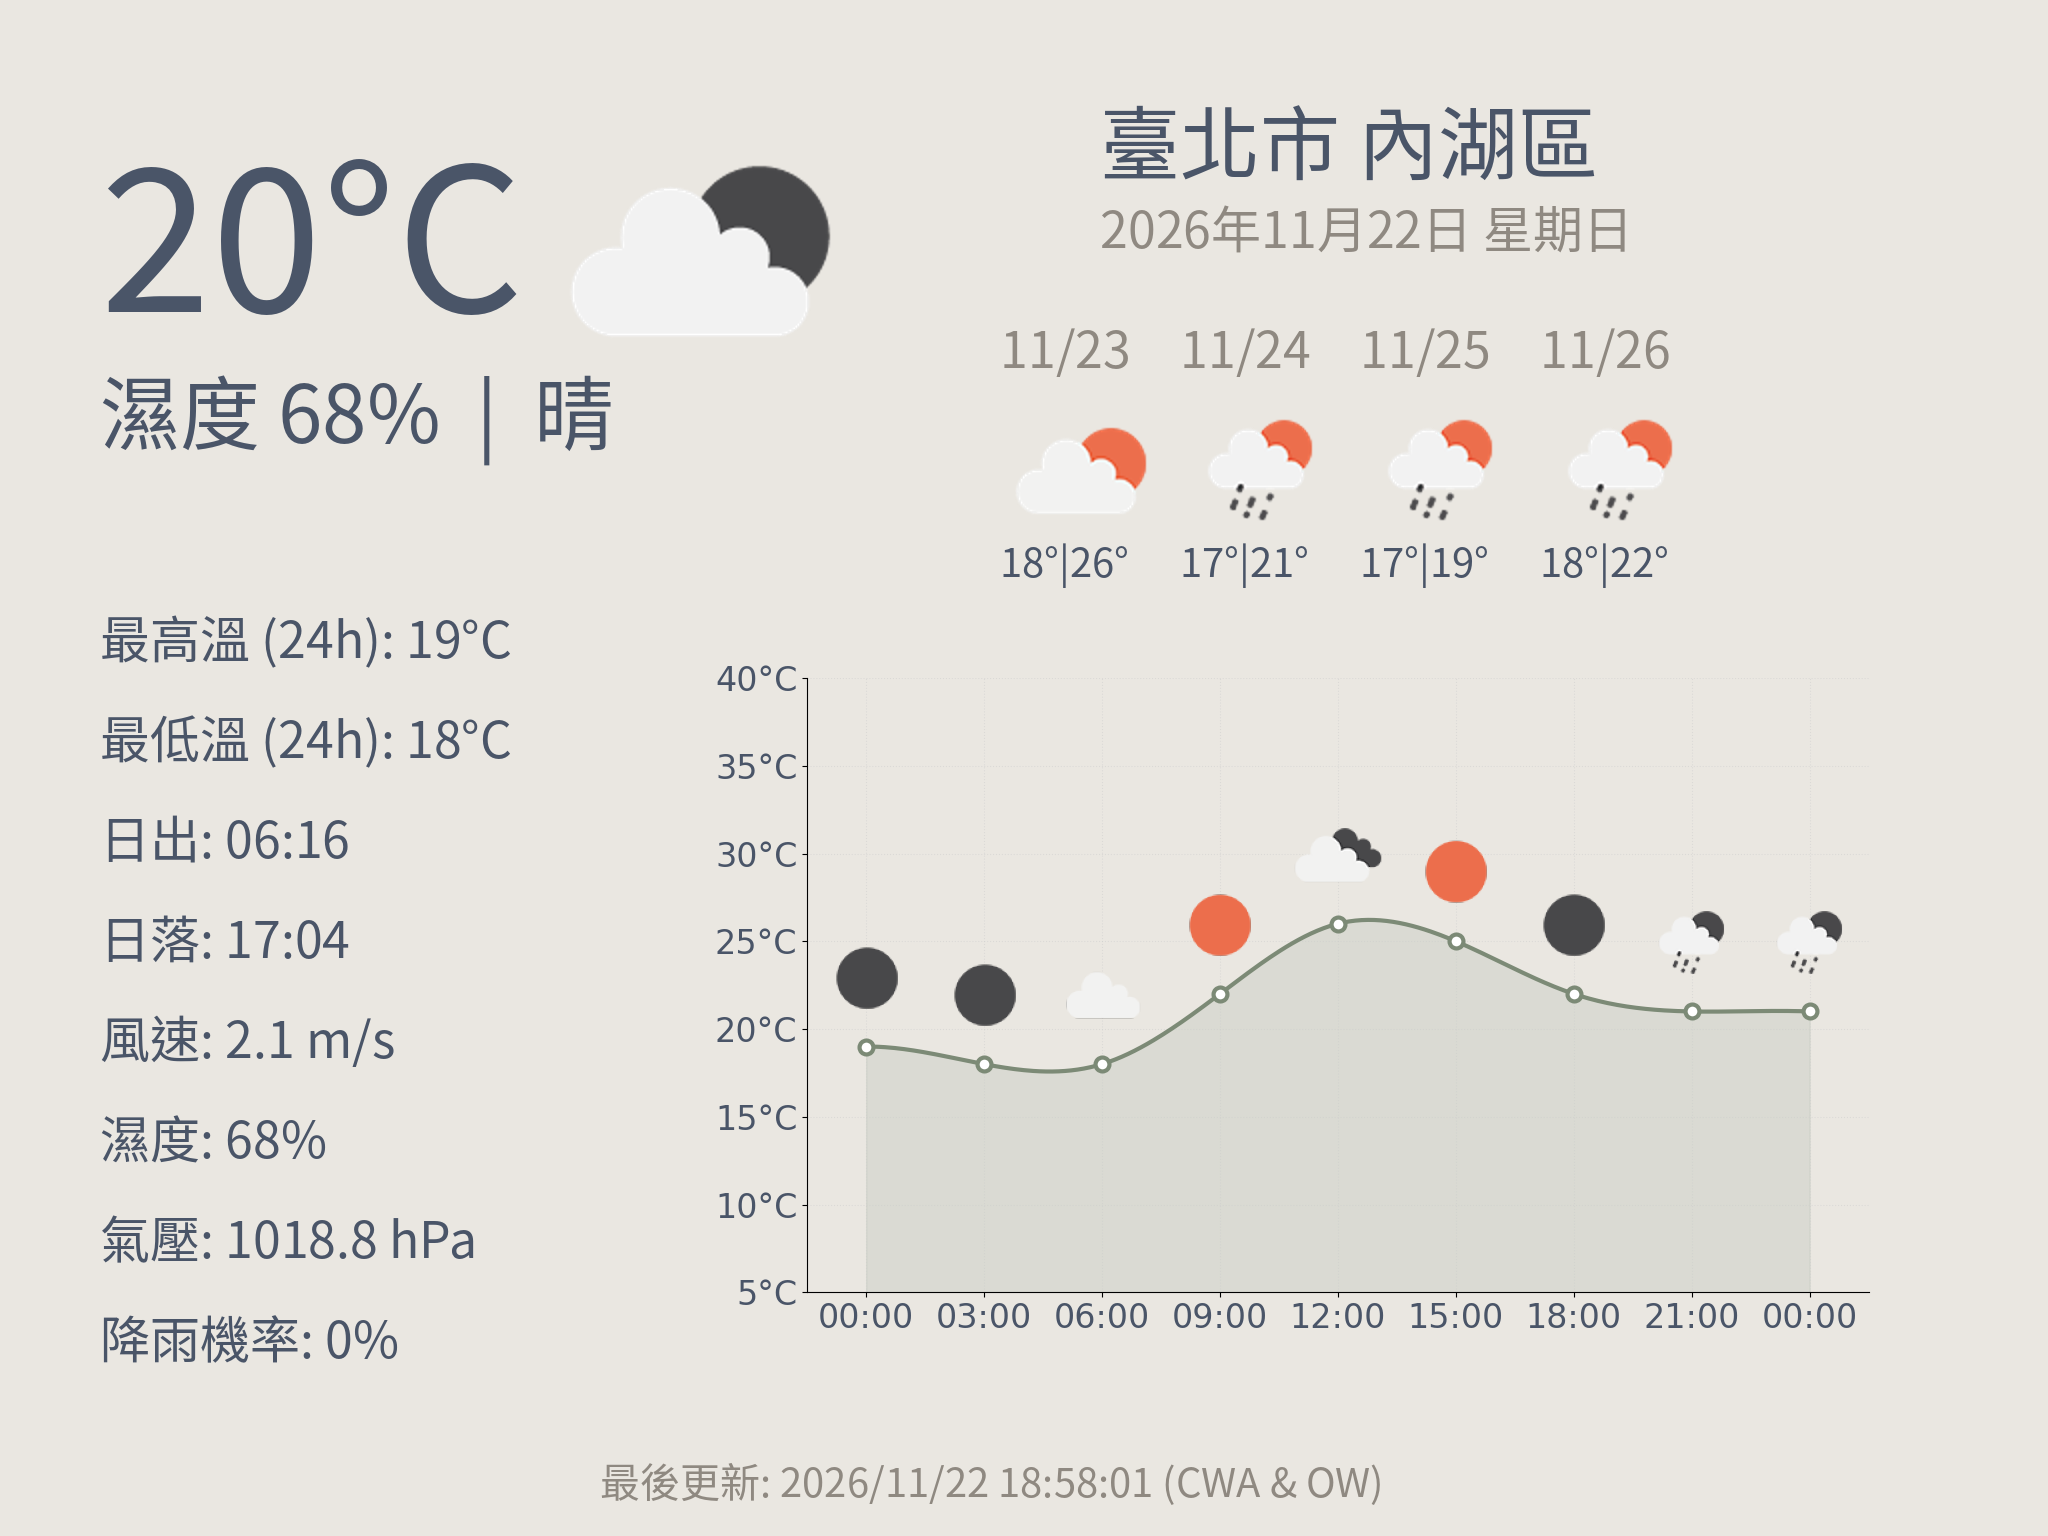 20°C
濕度 68% | 晴
臺北市 內湖區
2026年11月22日 星期日
11/23 11/24 11/25 11/26
18°|26° 17°|21° 17°|19° 18°|22°
最高溫 (24h): 19°C
最低溫 (24h): 18°C
日出: 06:16
日落: 17:04
風速: 2.1 m/s
濕度: 68%
氣壓: 1018.8 hPa
降雨機率: 0%
40°C
35°C
30°C
25°C
20°C
15°C
10°C
5°C
00:00 03:00 06:00 09:00 12:00 15:00 18:00 21:00 00:00
最後更新: 2026/11/22 18:58:01 (CWA & OW)